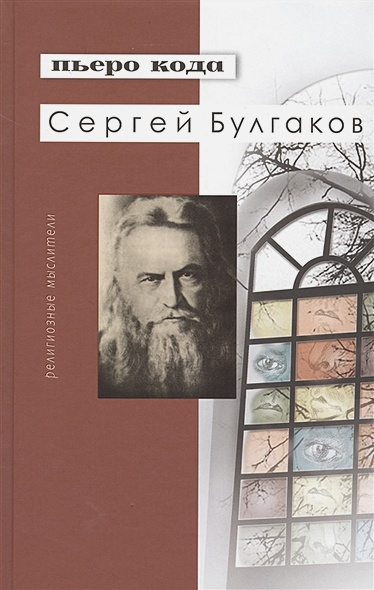 пьеро кода
Сергей Булгаков
религиозные мыслители